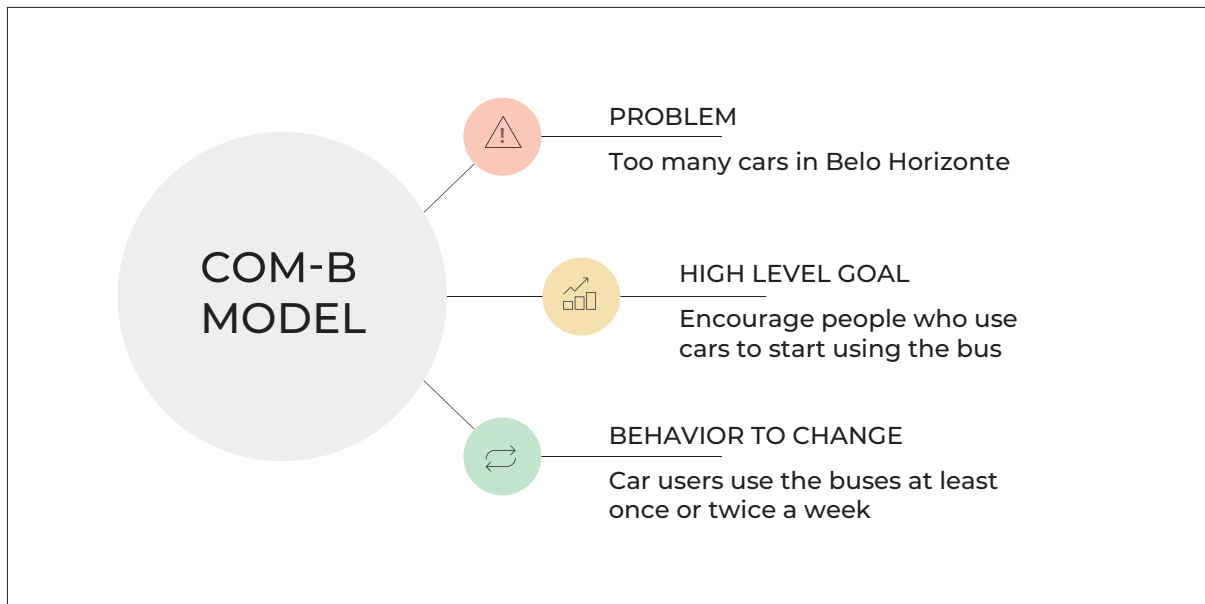 COM-B
MODEL
PROBLEM
Too many cars in Belo Horizonte
HIGH LEVEL GOAL
Encourage people who use
cars to start using the bus
BEHAVIOR TO CHANGE
Car users use the buses at least
once or twice a week